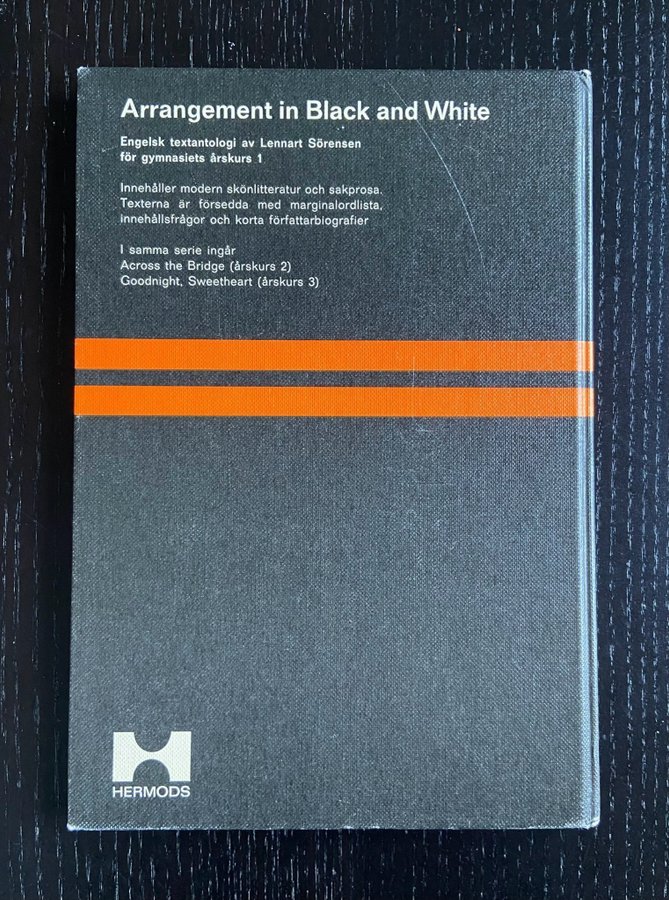 Arrangement in Black and White
Engelsk textantologi av Lennart Sörensen
för gymnasiets årskurs 1
Innehåller modern skönlitteratur och sakprosa.
Texterna är försedda med marginalordlista,
innehållsfrågor och korta författarbiografier
I samma serie ingår
Across the Bridge (årskurs 2)
Goodnight, Sweetheart (årskurs 3)
HERMODS